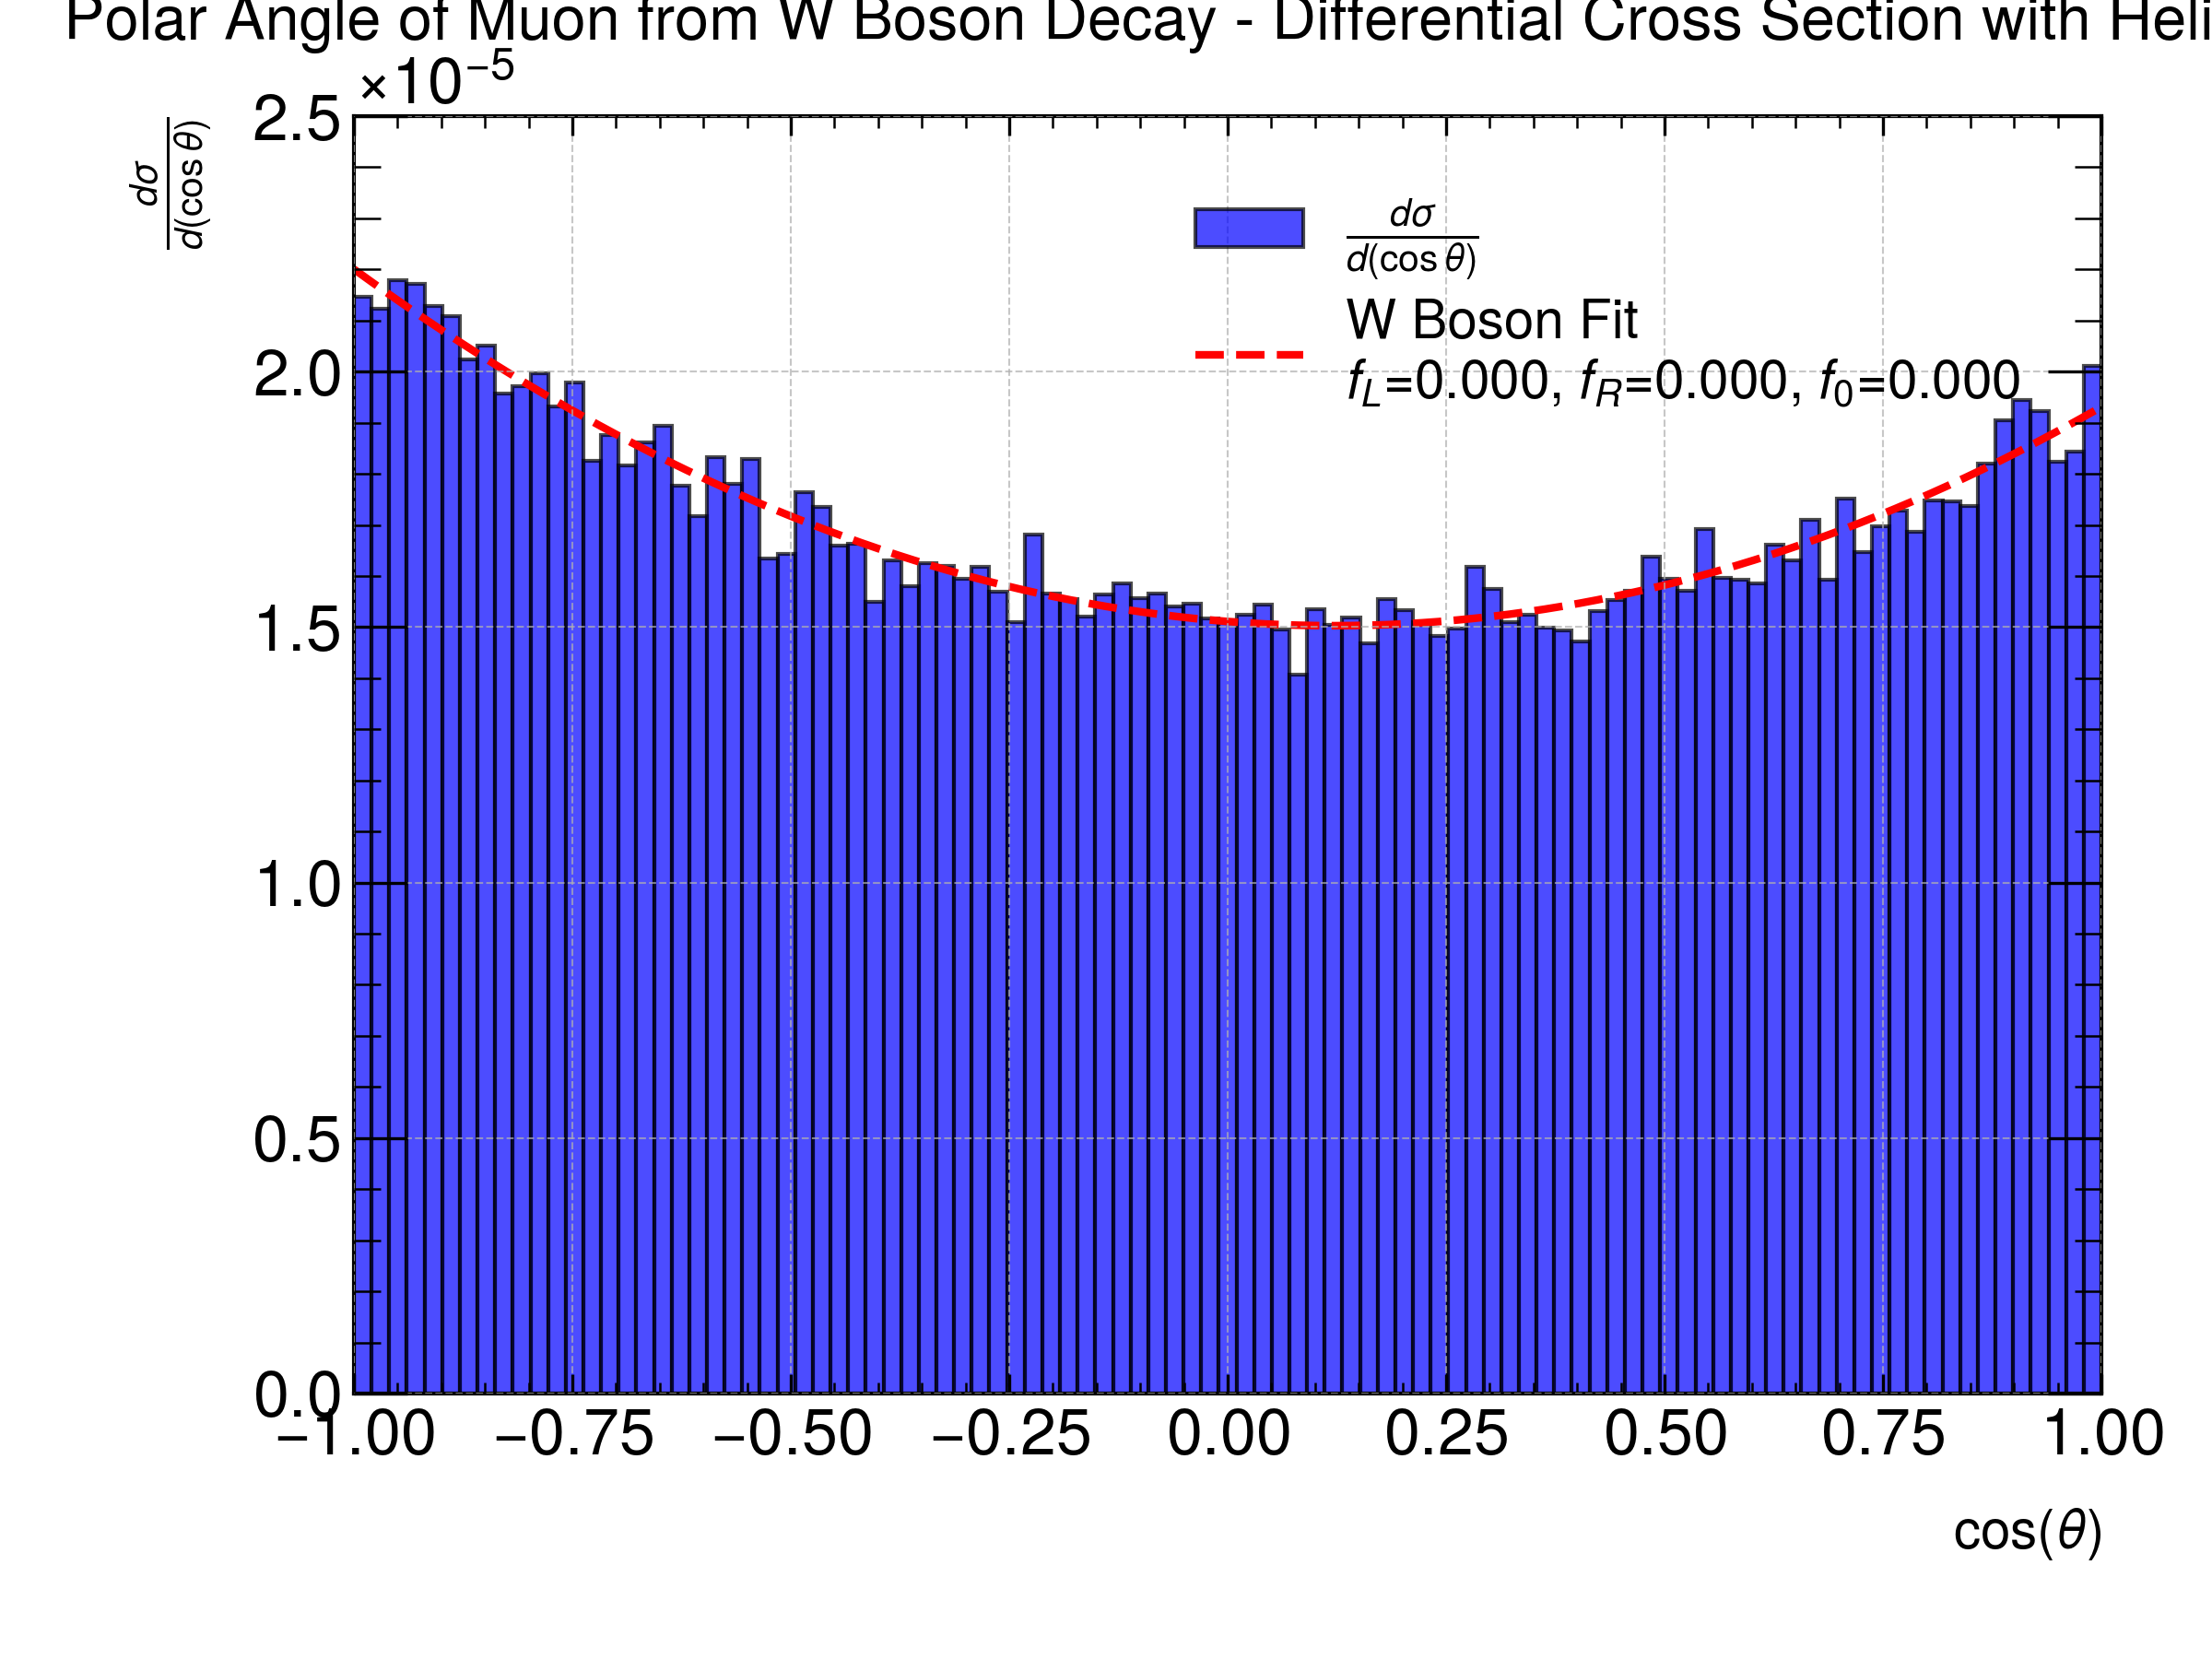 Polar Angle of Muon from W Boson Decay - Differential Cross Section with Heli
×10⁻⁵
dσ
d(cos θ)
2.5
2.0
1.5
1.0
0.5
0.0
dσ
d(cos θ)
W Boson Fit
f_L=0.000, f_R=0.000, f₀=0.000
−1.00 −0.75 −0.50 −0.25 0.00 0.25 0.50 0.75 1.00
cos(θ)